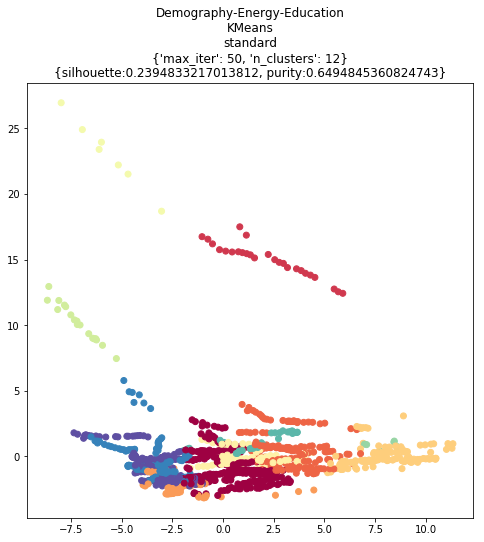 Demography-Energy-Education
KMeans
standard
{'max_iter': 50, 'n_clusters': 12}
{silhouette:0.2394833217013812, purity:0.6494845360824743}
25
20
15
10
5
0
−7.5 −5.0 −2.5 0.0 2.5 5.0 7.5 10.0